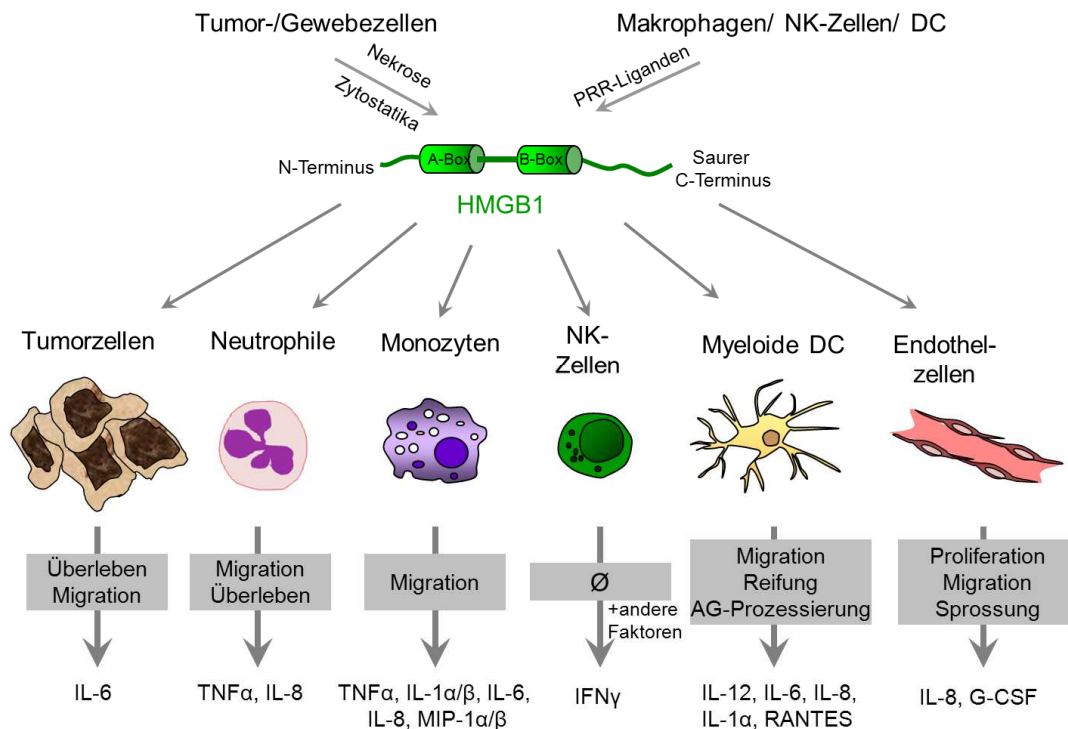 Tumor-/Gewebezellen
Makrophagen/ NK-Zellen/ DC
Nekrose
Zytostatika
PRR-Liganden
N-Terminus
A-Box
B-Box
Saurer
C-Terminus
HMGB1
Tumorzellen
Neutrophile
Monozyten
NK-
Zellen
Myeloide DC
Endothel-
zellen
Überleben
Migration
Migration
Überleben
Migration
Ø
+andere
Faktoren
Migration
Reifung
AG-Prozessierung
Proliferation
Migration
Sprossung
IL-6
TNFα, IL-8
TNFα, IL-1α/β, IL-6,
IL-8, MIP-1α/β
IFNγ
IL-12, IL-6, IL-8,
IL-1α, RANTES
IL-8, G-CSF